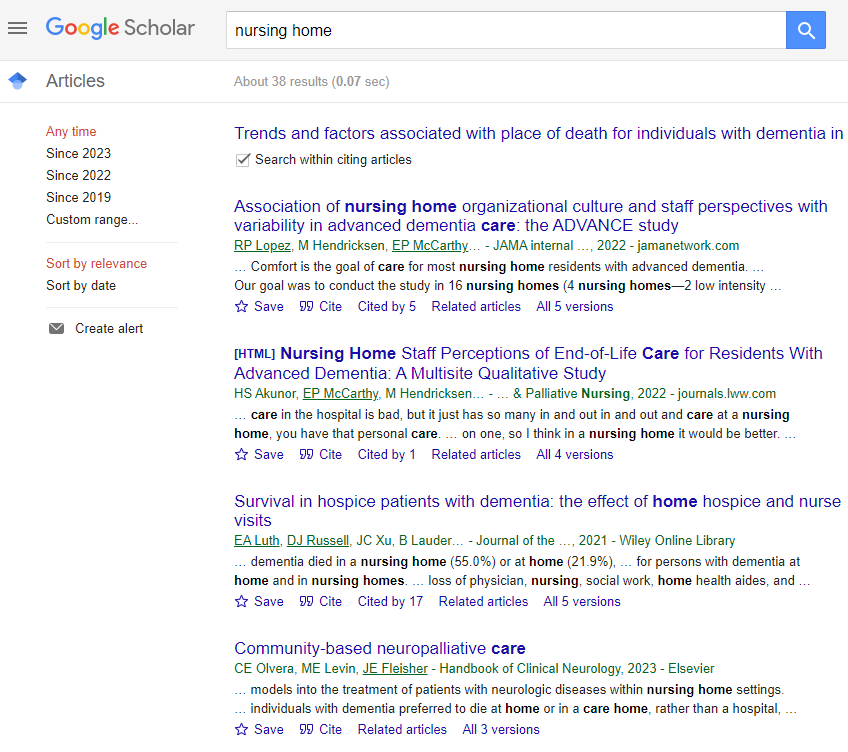 Google Scholar
nursing home
Articles
About 38 results (0.07 sec)
Any time
Since 2023
Since 2022
Since 2019
Custom range...
Sort by relevance
Sort by date
Create alert
Trends and factors associated with place of death for individuals with dementia in
Search within citing articles
Association of nursing home organizational culture and staff perspectives with
variability in advanced dementia care: the ADVANCE study
RP Lopez, M Hendricksen, EP McCarthy… - JAMA internal …, 2022 - jamanetwork.com
… Comfort is the goal of care for most nursing home residents with advanced dementia. …
Our goal was to conduct the study in 16 nursing homes (4 nursing homes—2 low intensity …
Save Cite Cited by 5 Related articles All 5 versions
[HTML] Nursing Home Staff Perceptions of End-of-Life Care for Residents With
Advanced Dementia: A Multisite Qualitative Study
HS Akunor, EP McCarthy, M Hendricksen… - … & Palliative Nursing, 2022 - journals.lww.com
… care in the hospital is bad, but it just has so many in and out in and out and care at a nursing
home, you have that personal care. … on one, so I think in a nursing home it would be better. …
Save Cite Cited by 1 Related articles All 4 versions
Survival in hospice patients with dementia: the effect of home hospice and nurse
visits
EA Luth, DJ Russell, JC Xu, B Lauder… - Journal of the …, 2021 - Wiley Online Library
… dementia died in a nursing home (55.0%) or at home (21.9%), … for persons with dementia at
home and in nursing homes. … loss of physician, nursing, social work, home health aides, and …
Save Cite Cited by 17 Related articles All 5 versions
Community-based neuropalliative care
CE Olvera, ME Levin, JE Fleisher - Handbook of Clinical Neurology, 2023 - Elsevier
… models into the treatment of patients with neurologic diseases within nursing home settings.
… individuals with dementia preferred to die at home or in a care home, rather than a hospital, …
Save Cite Related articles All 3 versions